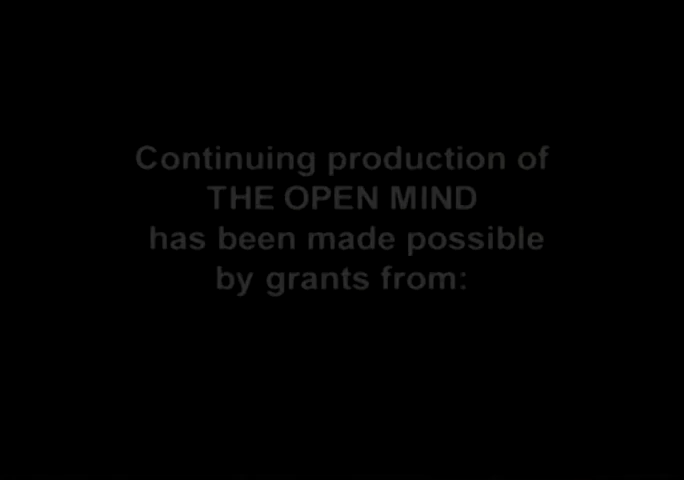 Continuing production of
THE OPEN MIND
has been made possible
by grants from: